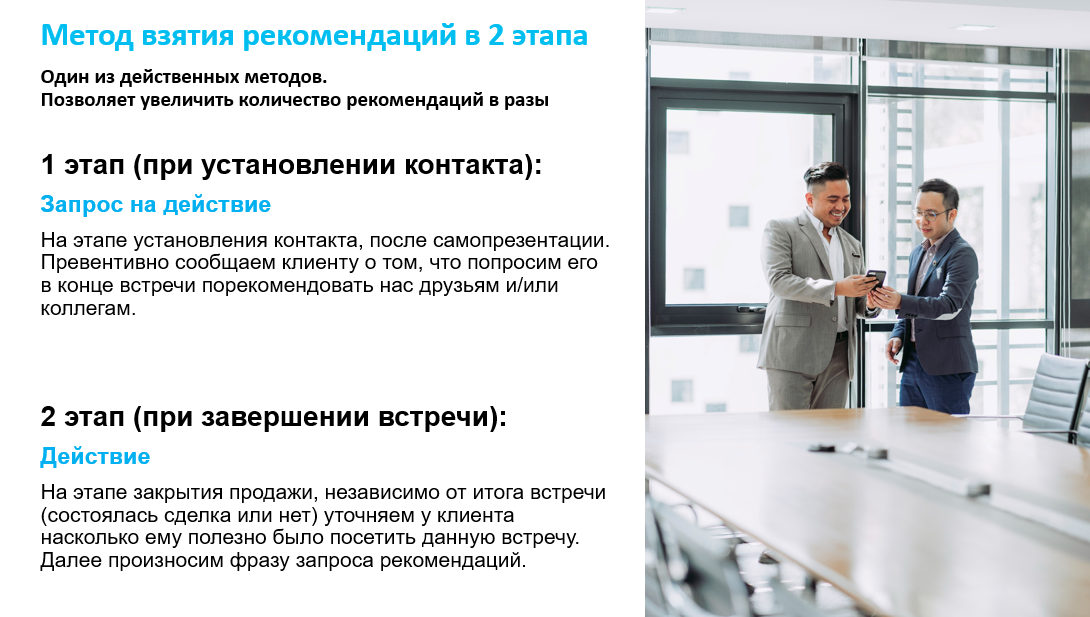 Метод взятия рекомендаций в 2 этапа
Один из действенных методов.
Позволяет увеличить количество рекомендаций в разы
1 этап (при установлении контакта):
Запрос на действие
На этапе установления контакта, после самопрезентации.
Превентивно сообщаем клиенту о том, что попросим его
в конце встречи порекомендовать нас друзьям и/или
коллегам.
2 этап (при завершении встречи):
Действие
На этапе закрытия продажи, независимо от итога встречи
(состоялась сделка или нет) уточняем у клиента
насколько ему полезно было посетить данную встречу.
Далее произносим фразу запроса рекомендаций.